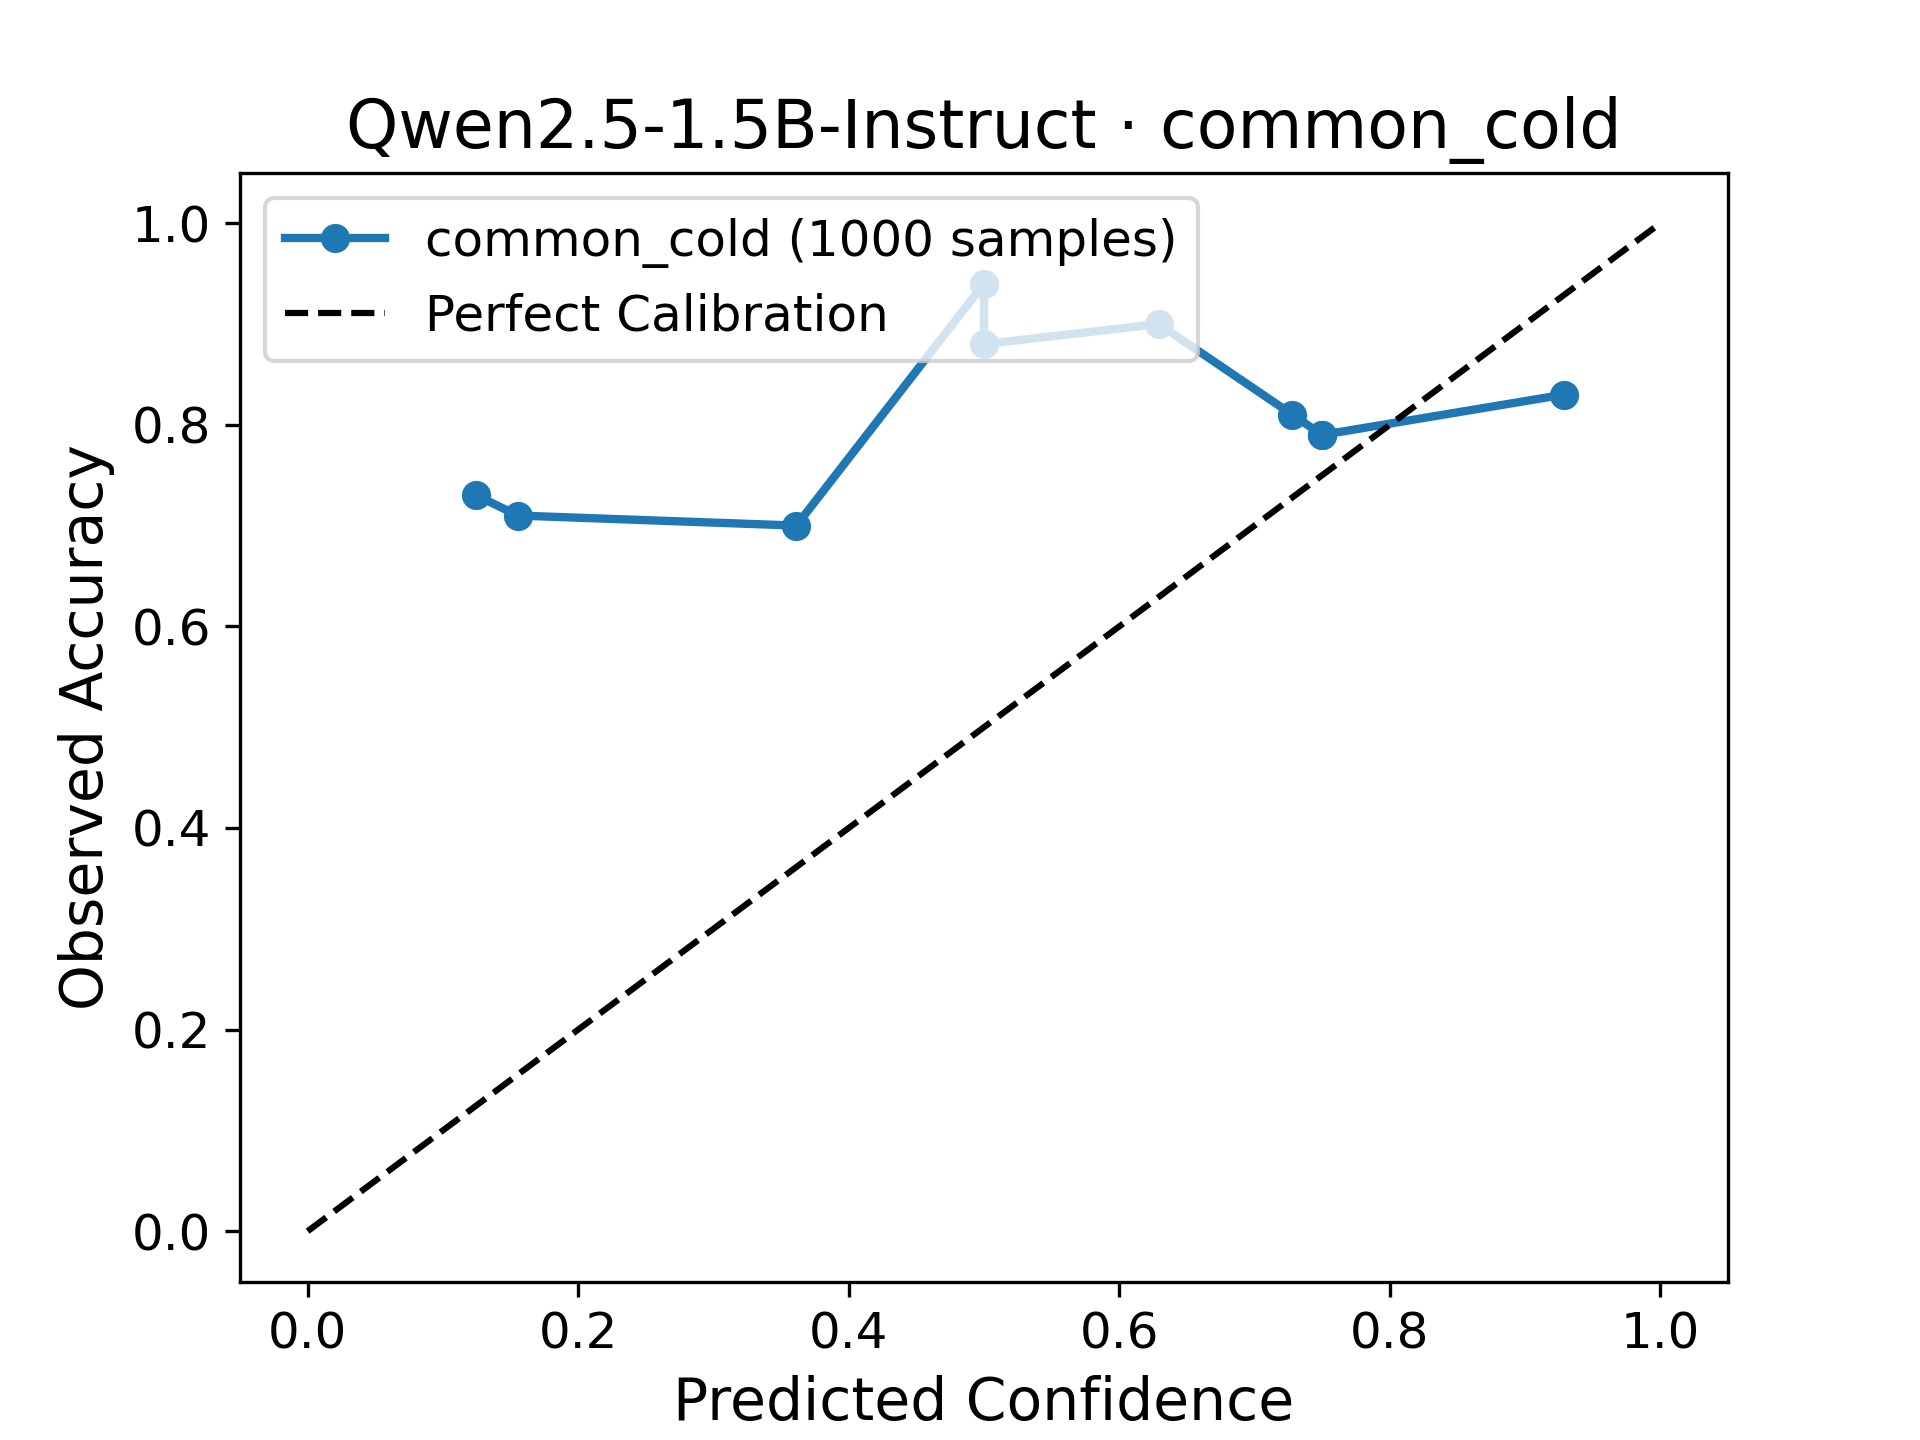 Qwen2.5-1.5B-Instruct · common_cold
common_cold (1000 samples)
Perfect Calibration
1.0
0.8
0.6
0.4
0.2
0.0
Observed Accuracy
0.0 0.2 0.4 0.6 0.8 1.0
Predicted Confidence